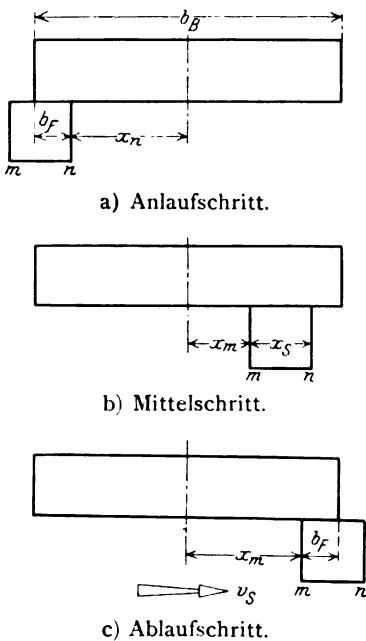 b_B
b_F x_n
m n
a) Anlaufschritt.
x_m x_S
m n
b) Mittelschritt.
x_m b_F
m n
v_S
c) Ablaufschritt.